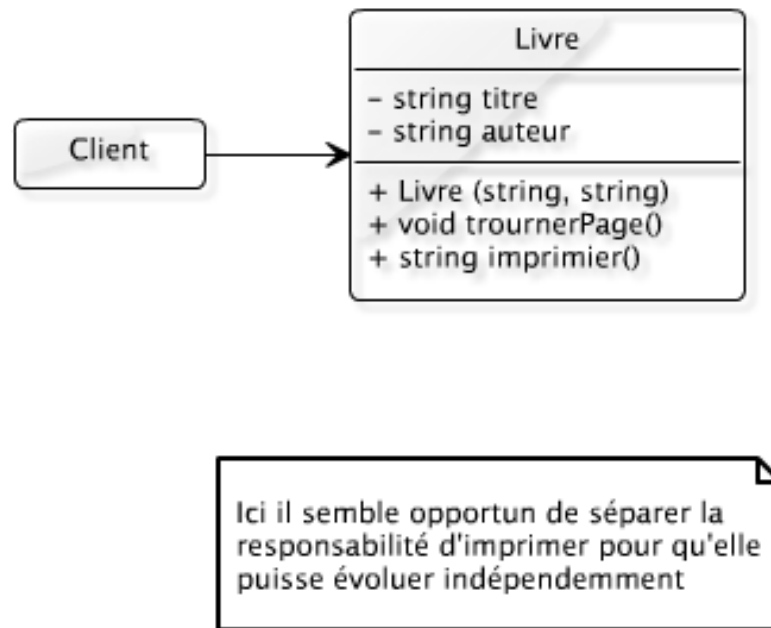 Livre
- string titre
- string auteur
Client
+ Livre (string, string)
+ void trournerPage()
+ string imprimier()
Ici il semble opportun de séparer la
responsabilité d'imprimer pour qu'elle
puisse évoluer indépendemment